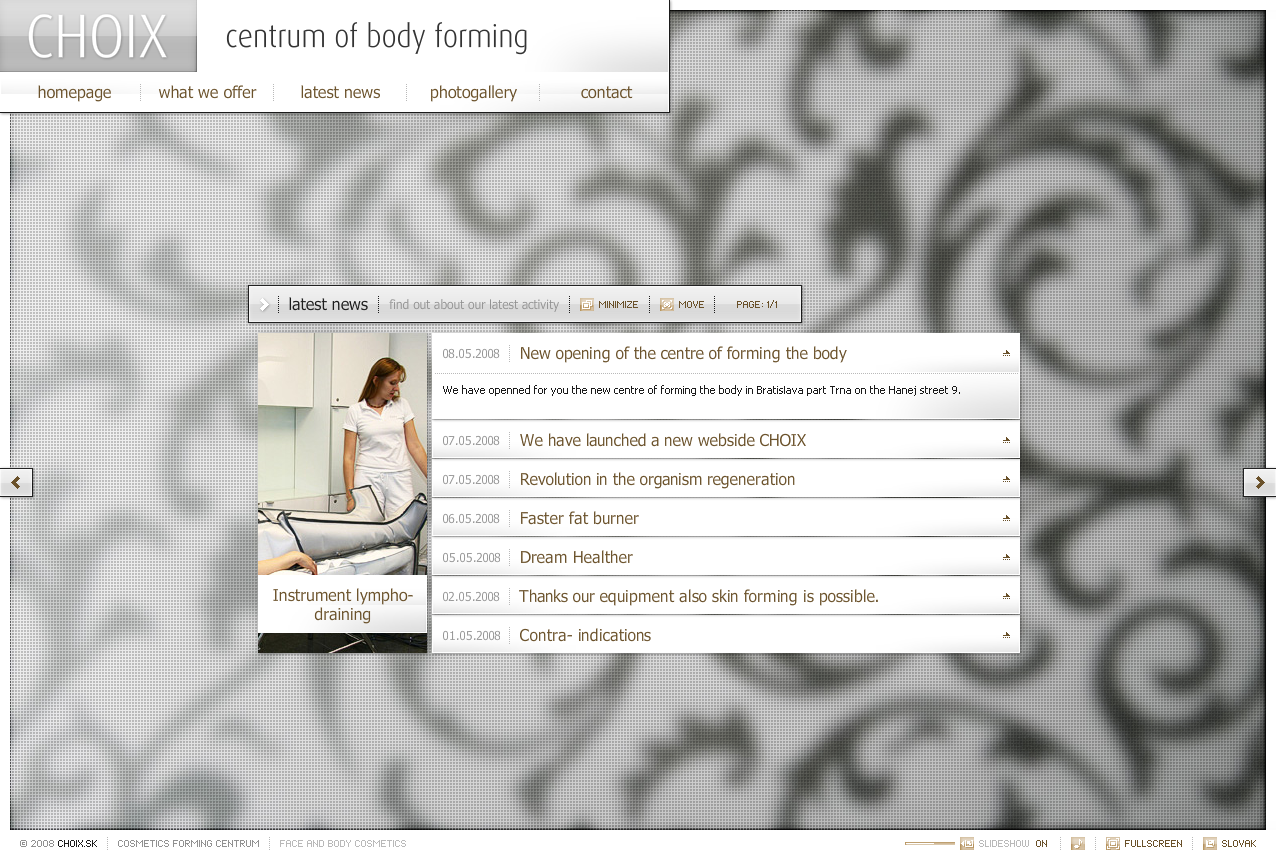 CHOIX
centrum of body forming
homepage
what we offer
latest news
photogallery
contact
latest news
find out about our latest activity
MINIMIZE
MOVE
PAGE: 1/1
08.05.2008 New opening of the centre of forming the body
We have openned for you the new centre of forming the body in Bratislava part Trna on the Hanej street 9.
07.05.2008 We have launched a new webside CHOIX
07.05.2008 Revolution in the organism regeneration
06.05.2008 Faster fat burner
05.05.2008 Dream Healther
02.05.2008 Thanks our equipment also skin forming is possible.
01.05.2008 Contra- indications
Instrument lympho-
draining
© 2008 CHOIX.SK
COSMETICS FORMING CENTRUM
FACE AND BODY COSMETICS
SLIDESHOW: ON
FULLSCREEN
SLOVAK